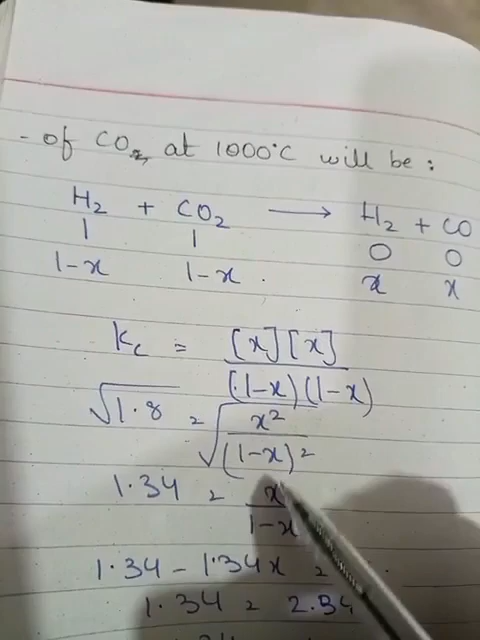 - of CO₂, at 1000°C will be :
H₂ + CO₂ ⟶ H₂ + CO
1 1 0 0
1-x 1-x . x x
Kc = [x][x] / (1-x)(1-x)
√1.8 = √x² / (1-x)²
1.34 = x / 1-x
1.34 - 1.34x =
1.34 = 2.34